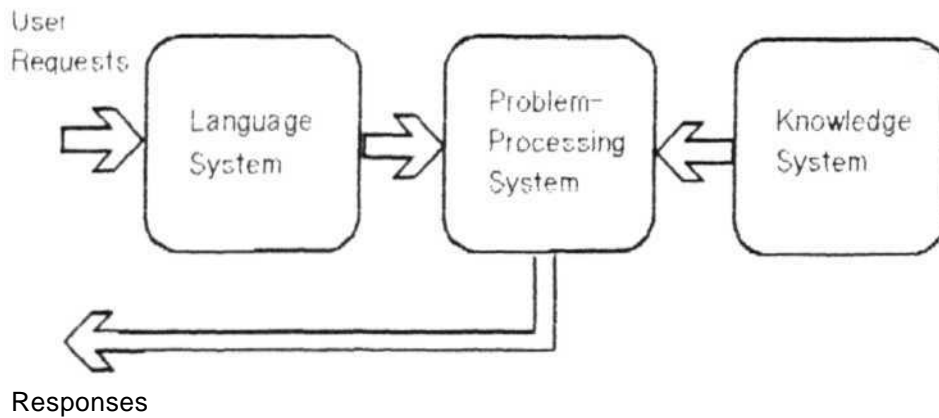 User
Requests
Language
System
Problem-
Processing
System
Knowledge
System
Responses